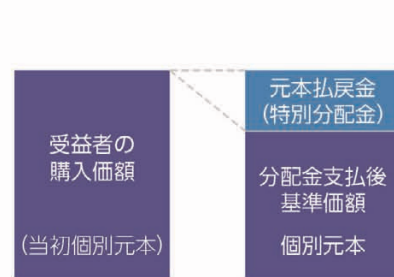 受益者の
購入価額
(当初個別元本)
元本払戻金
(特別分配金)
分配金支払後
基準価額
個別元本